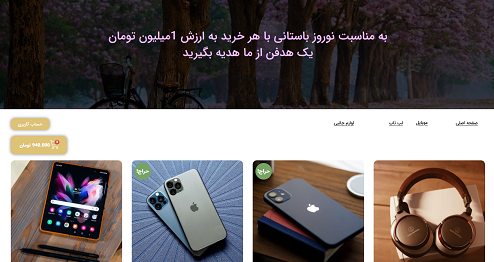 به مناسبت نوروز باستانی با هر خرید به ارزش 1میلیون تومان
یک هدفن از ما هدیه بگیرید
صفحه اصلی
موبایل
لپ تاپ
لوازم جانبی
حساب کاربری
940.000 تومان
حراج!
حراج!